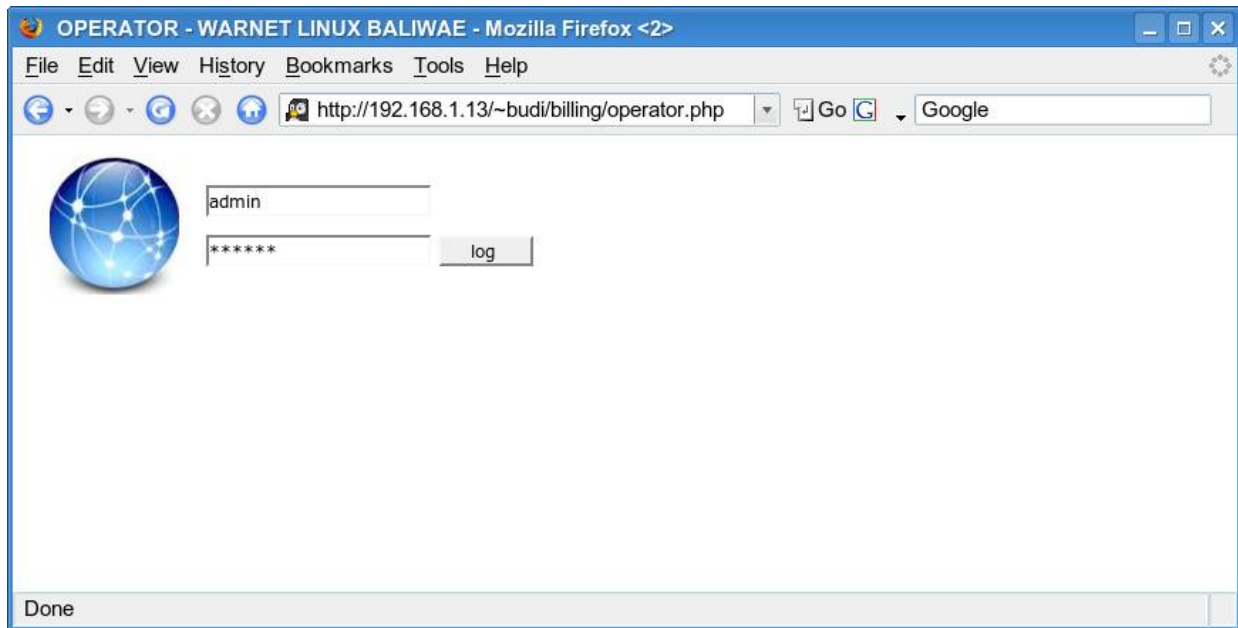 OPERATOR - WARNET LINUX BALIWAE - Mozilla Firefox <2>
File Edit View History Bookmarks Tools Help
http://192.168.1.13/~budi/billing/operator.php Go G Google
admin
****** log
Done